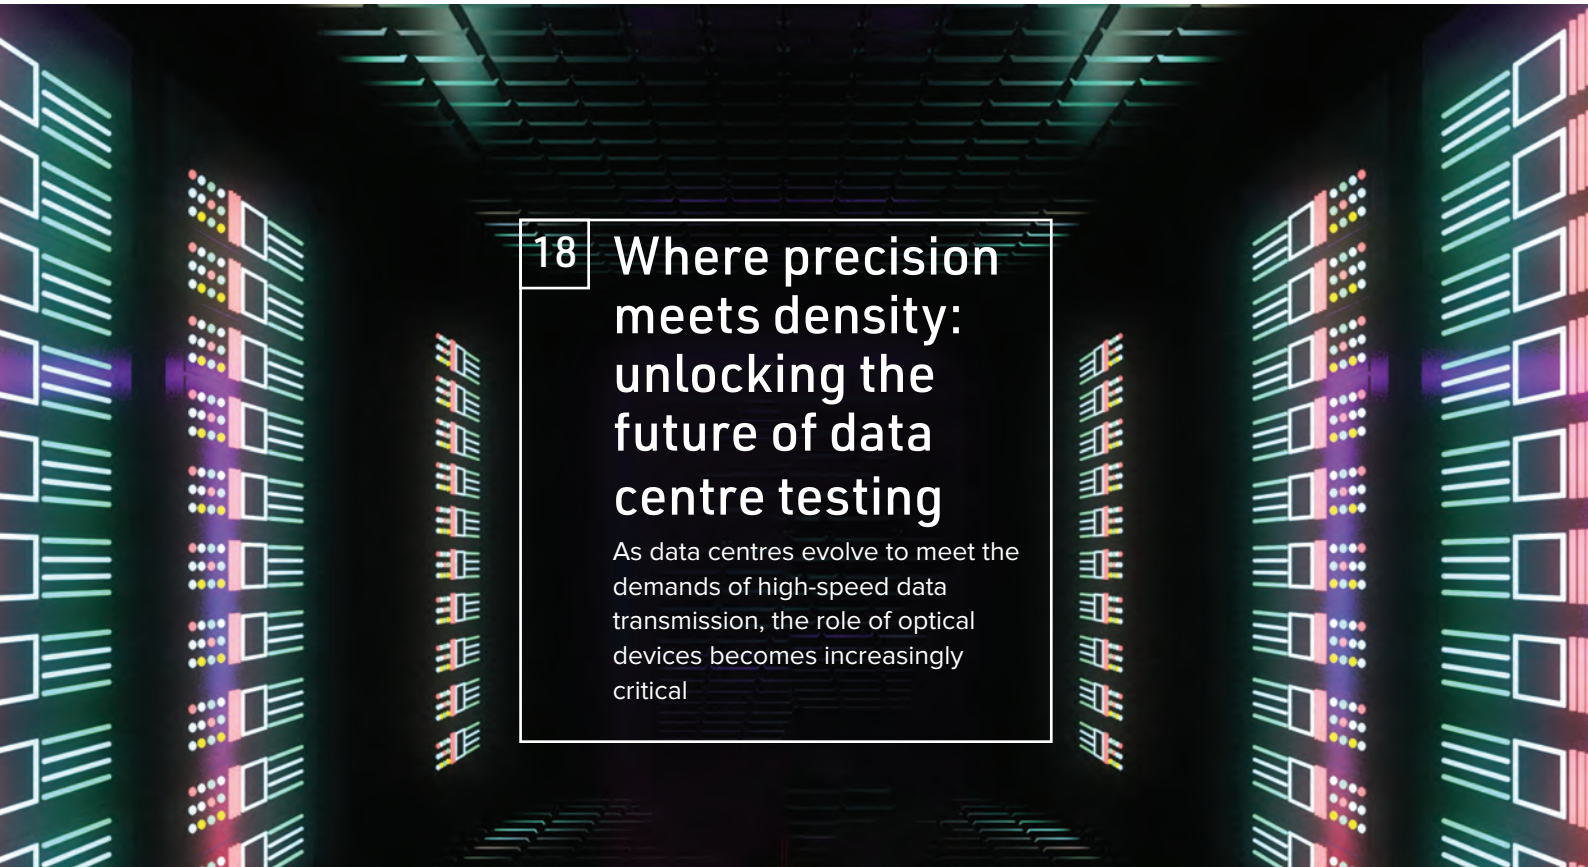 18
Where precision
meets density:
unlocking the
future of data
centre testing
As data centres evolve to meet the
demands of high-speed data
transmission, the role of optical
devices becomes increasingly
critical